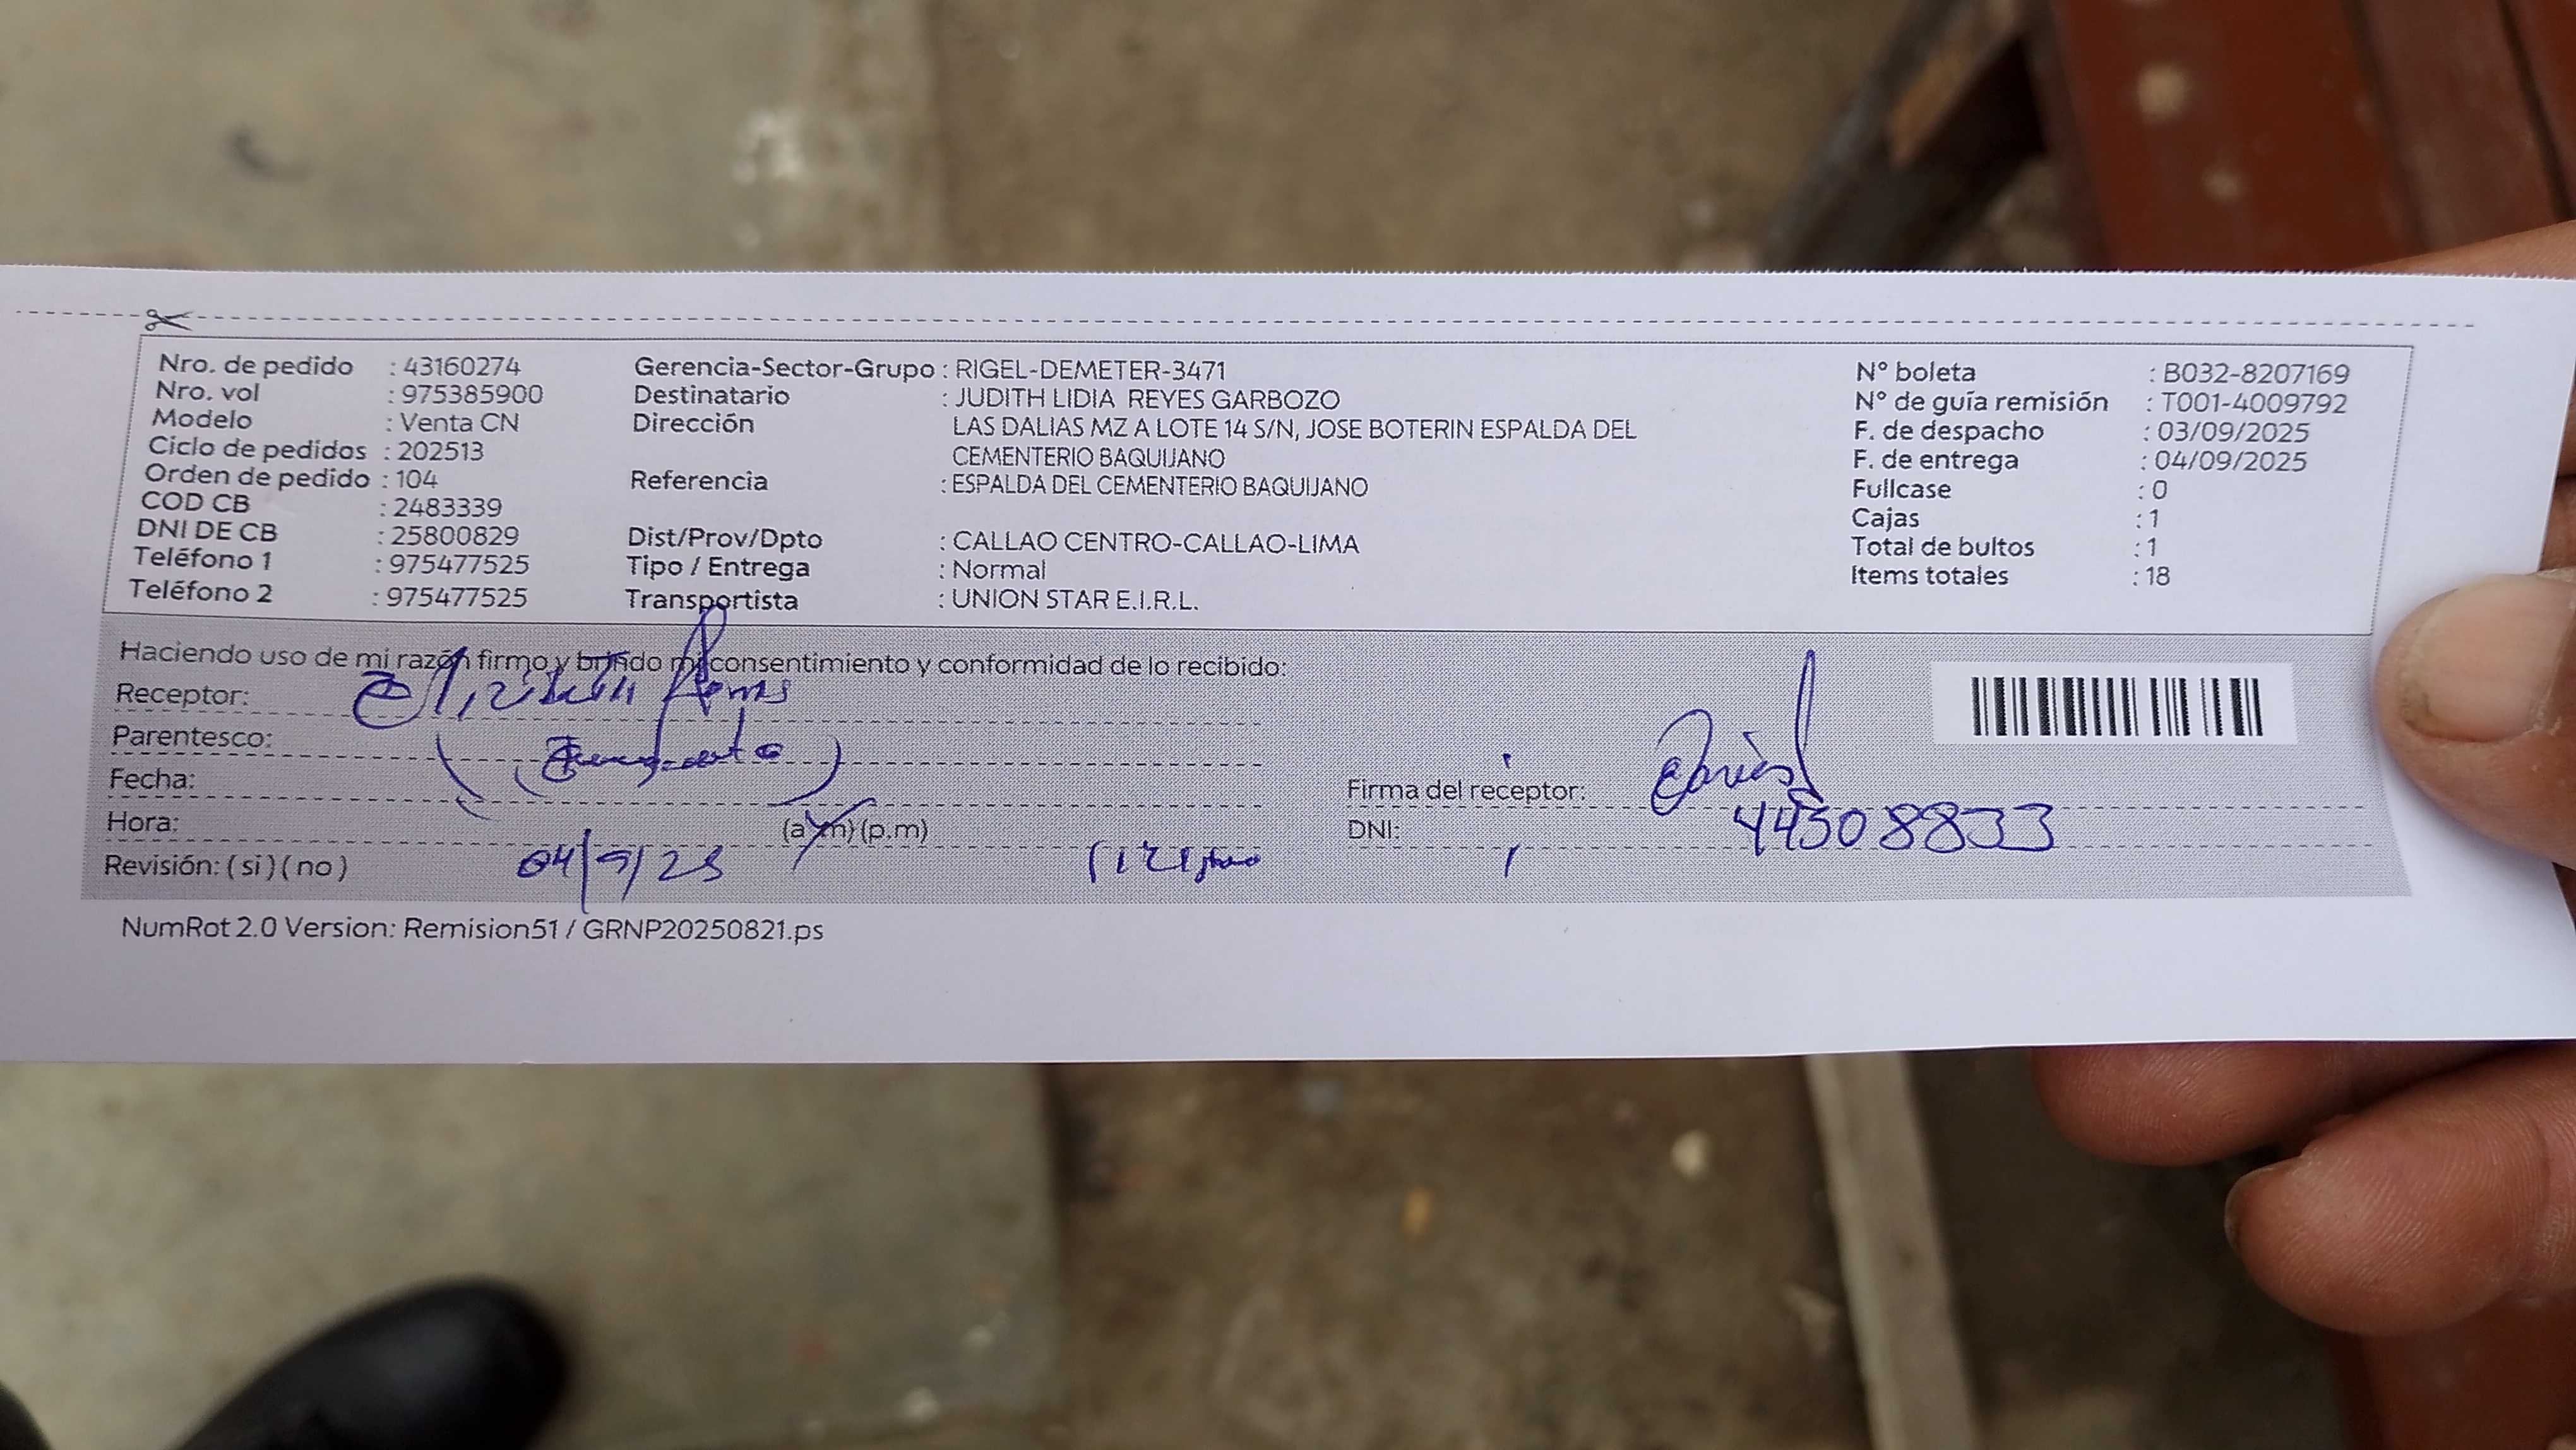 Nro. de pedido : 43160274
Nro. vol : 975385900
Modelo : Venta CN
Ciclo de pedidos : 202513
Orden de pedido : 104
COD CB : 2483339
DNI DE CB : 25800829
Teléfono 1 : 975477525
Teléfono 2 : 975477525
Gerencia-Sector-Grupo : RIGEL-DEMETER-3471
Destinatario : JUDITH LIDIA REYES GARBOZO
Dirección LAS DALIAS MZ A LOTE 14 S/N, JOSE BOTERIN ESPALDA DEL
CEMENTERIO BAQUIJANO
Referencia : ESPALDA DEL CEMENTERIO BAQUIJANO
Dist/Prov/Dpto : CALLAO CENTRO-CALLAO-LIMA
Tipo / Entrega : Normal
Transportista : UNION STAR E.I.R.L.
N° boleta : B032-8207169
N° de guía remisión : T001-4009792
F. de despacho : 03/09/2025
F. de entrega : 04/09/2025
Fullcase : 0
Cajas : 1
Total de bultos : 1
Items totales : 18
Haciendo uso de mi razón firmo y brindo mi consentimiento y conformidad de lo recibido:
Receptor:
Parentesco:
Fecha:
Hora: (a.m) (p.m)
Revisión: ( si ) ( no ) 04/9/25
Firma del receptor:
DNI: 44508833
NumRot 2.0 Version: Remision51 / GRNP20250821.ps